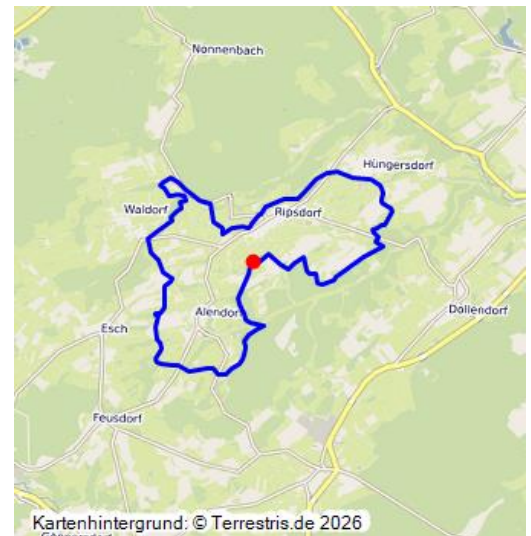 Nonnenbach
Hüngersdorf
Waldorf
Ripsdorf
Alendorf
Dollendorf
Esch
Feusdorf
Kartenhintergrund: © Terrestris.de 2026